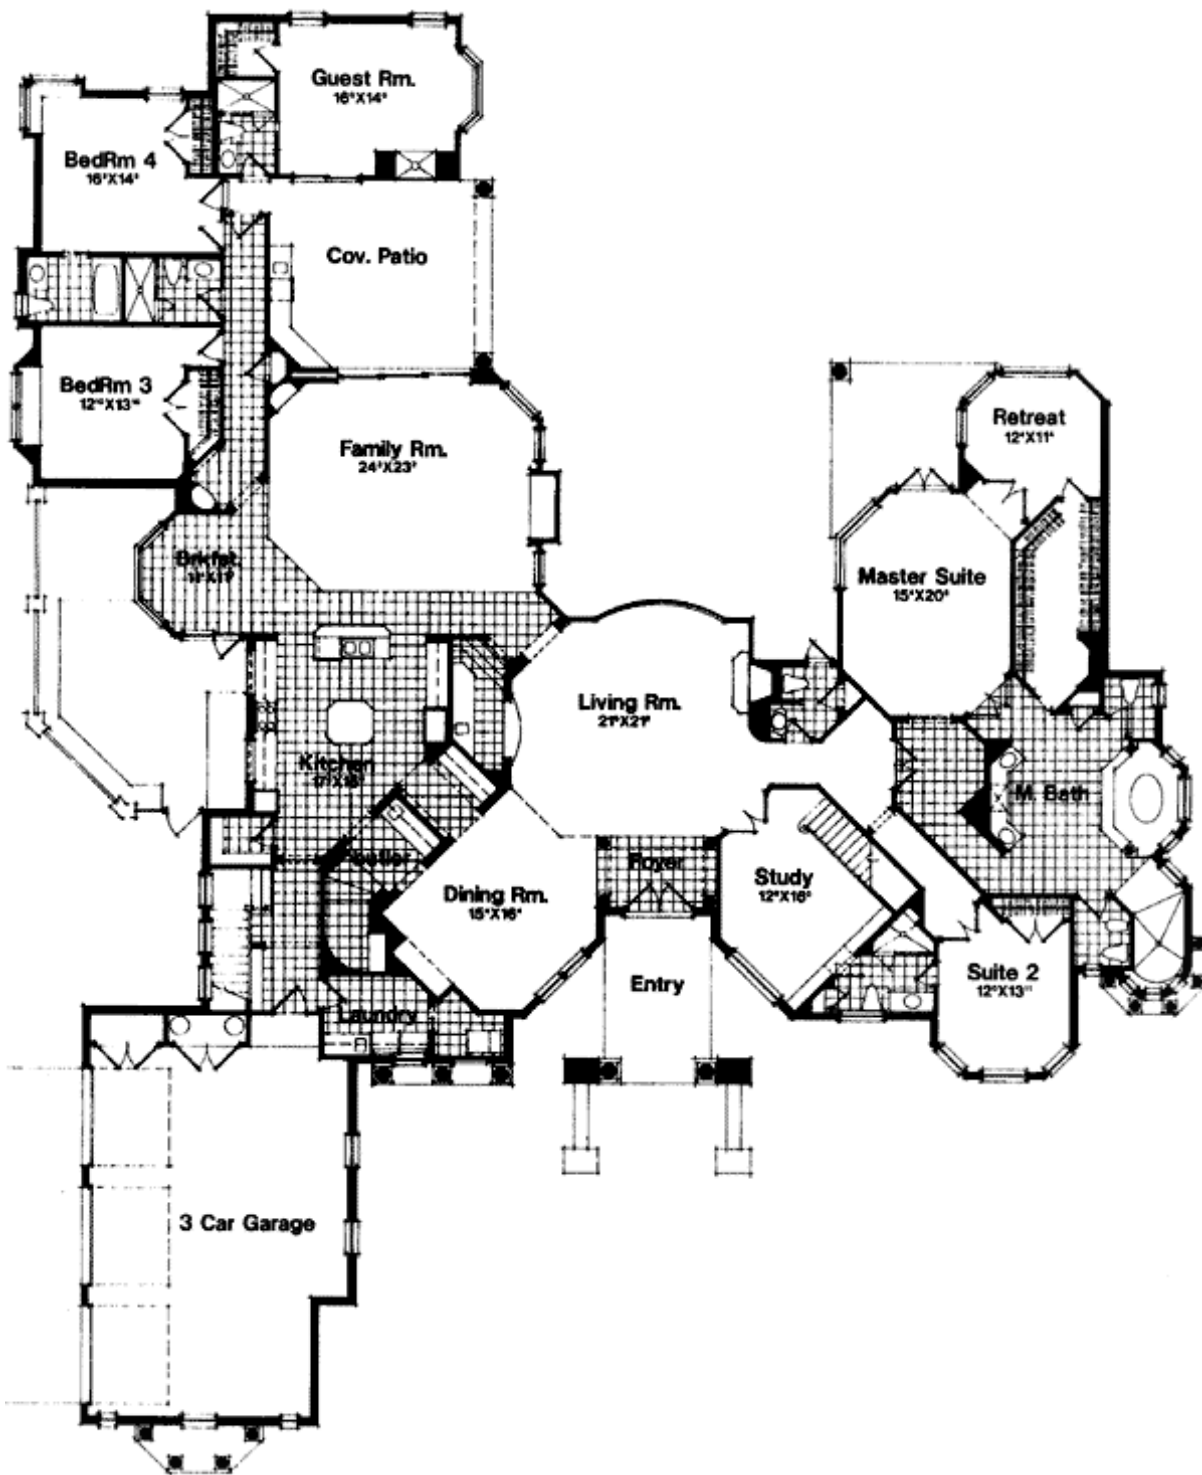 Guest Rm.
16'X14'
BedRm 4
16'X14'
Cov. Patio
BedRm 3
Family Rm.
24'X23'
Retreat
12'X11'
Brkfst.
Master Suite
15'X20'
Living Rm.
21'X21'
Kitchen
M. Bath
butler
Foyer
Study
12'X16'
Dining Rm.
15'X16'
Suite 2
Entry
Laundry
3 Car Garage